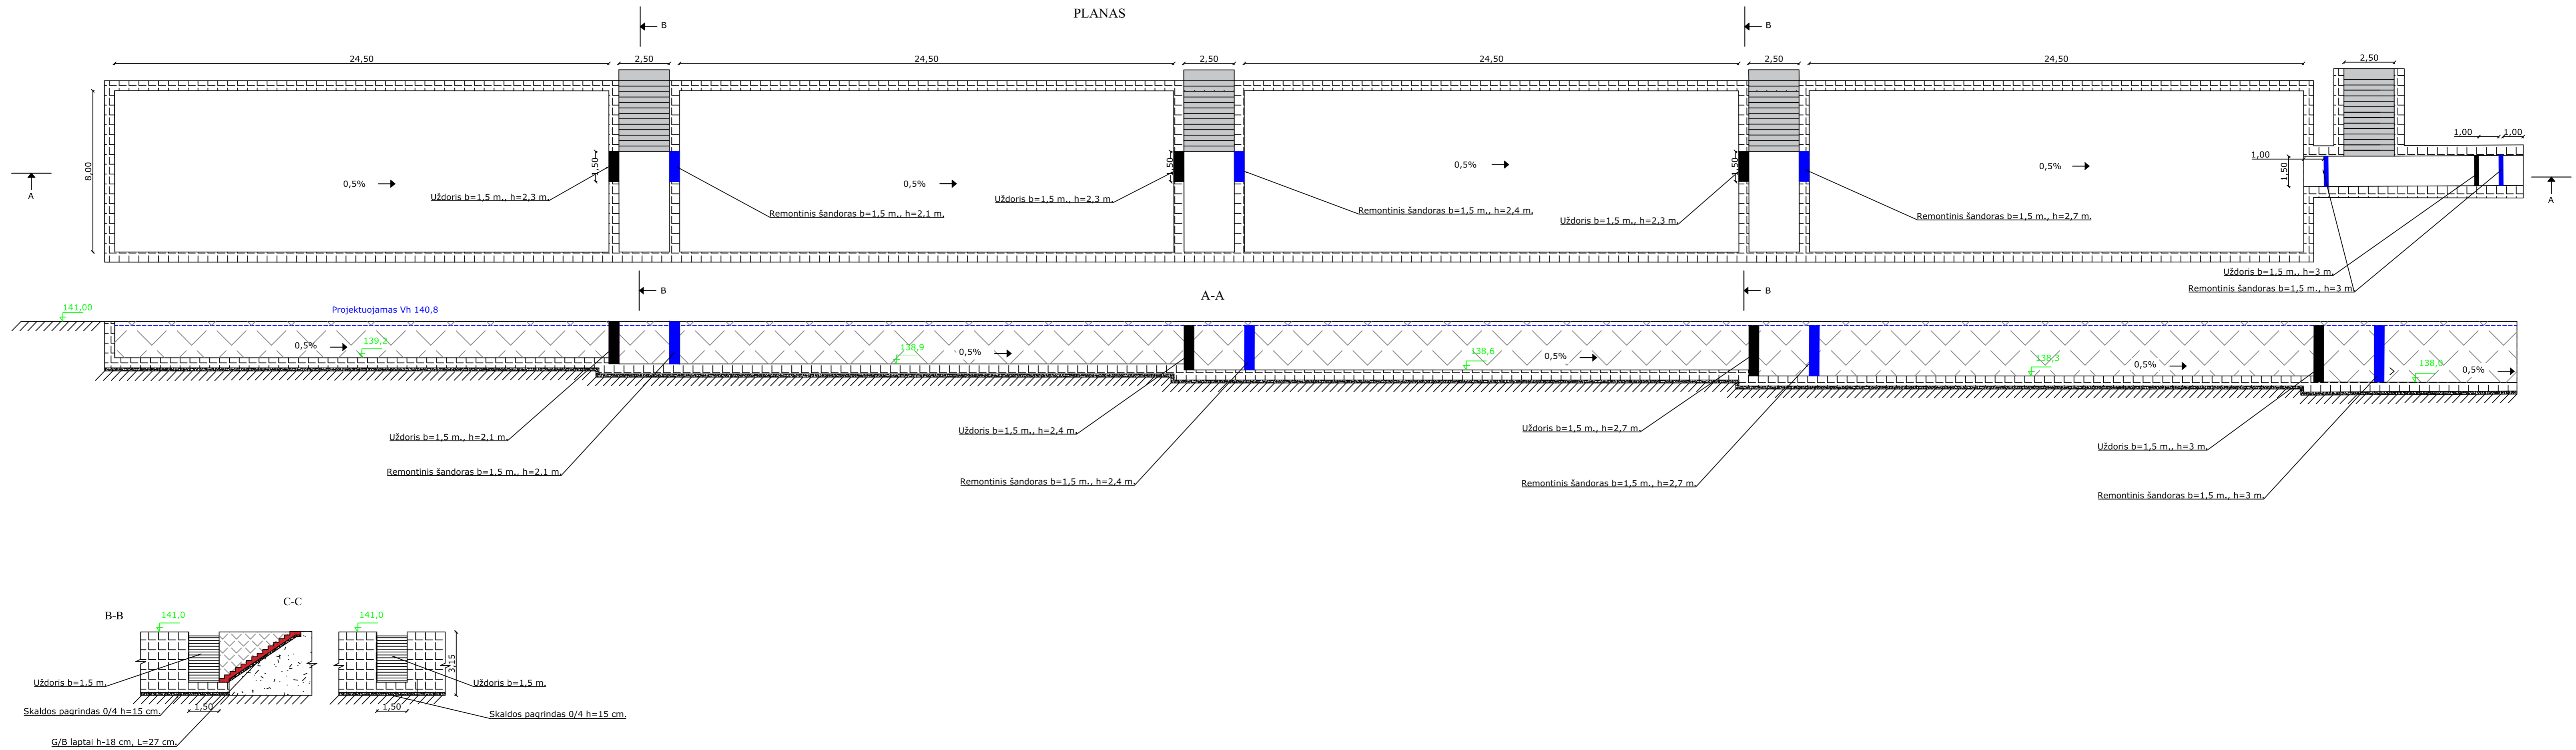 PLANAS
B
B
24,50
2,50
24,50
2,50
24,50
2,50
24,50
2,50
8,00
1,50
1,50
1,50
1,00
1,50
1,00
1,00
A
A
0,5%
0,5%
0,5%
0,5%
Uždoris b=1,5 m., h=2,3 m.
Remontinis šandoras b=1,5 m., h=2,1 m.
Uždoris b=1,5 m., h=2,3 m.
Remontinis šandoras b=1,5 m., h=2,4 m.
Uždoris b=1,5 m., h=2,3 m.
Remontinis šandoras b=1,5 m., h=2,7 m.
Uždoris b=1,5 m., h=3 m.
Remontinis šandoras b=1,5 m., h=3 m.
B
A-A
B
141,00
Projektuojamas Vh 140,8
0,5%
139,2
138,9
0,5%
138,6
0,5%
138,3
0,5%
138,0
0,5%
Uždoris b=1,5 m., h=2,1 m.
Uždoris b=1,5 m., h=2,4 m.
Uždoris b=1,5 m., h=2,7 m.
Uždoris b=1,5 m., h=3 m.
Remontinis šandoras b=1,5 m., h=2,1 m.
Remontinis šandoras b=1,5 m., h=2,4 m.
Remontinis šandoras b=1,5 m., h=2,7 m.
Remontinis šandoras b=1,5 m., h=3 m.
B-B
C-C
141,0
141,0
3,15
Uždoris b=1,5 m.
Uždoris b=1,5 m.
1,50
1,50
Skaldos pagrindas 0/4 h=15 cm.
Skaldos pagrindas 0/4 h=15 cm.
G/B laptai h-18 cm, L=27 cm.